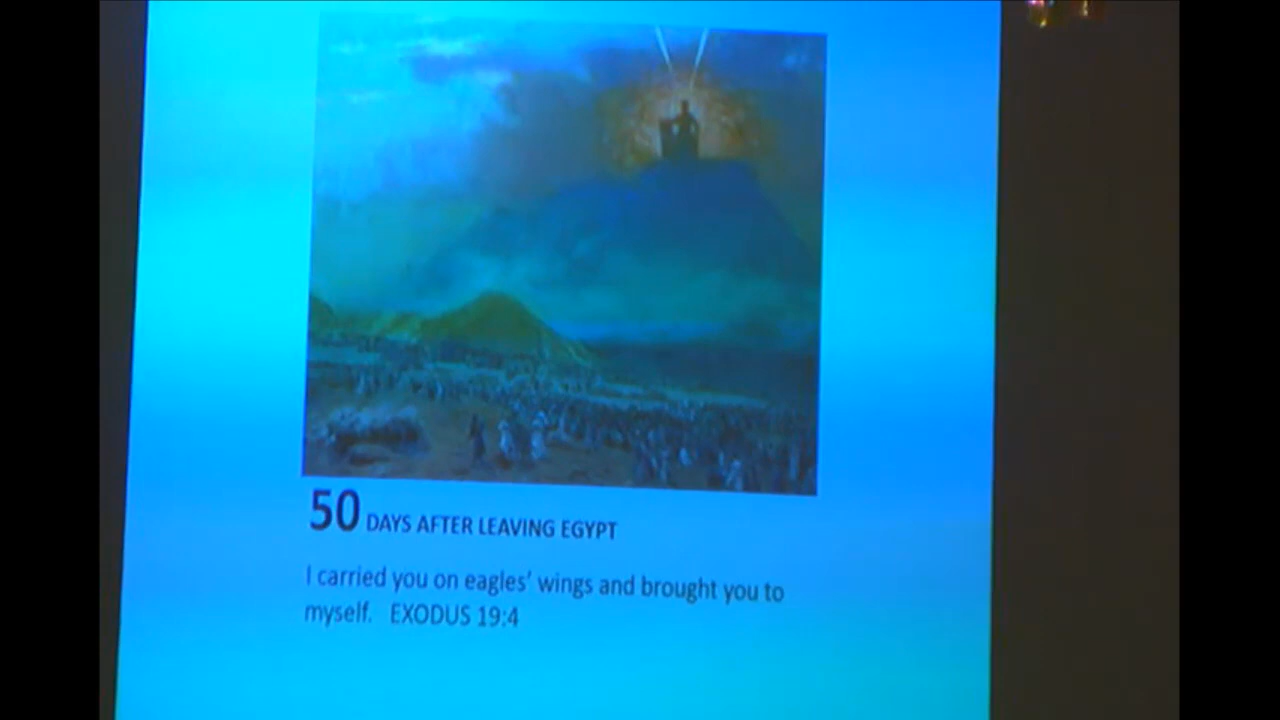 50 DAYS AFTER LEAVING EGYPT
I carried you on eagles' wings and brought you to
myself. EXODUS 19:4